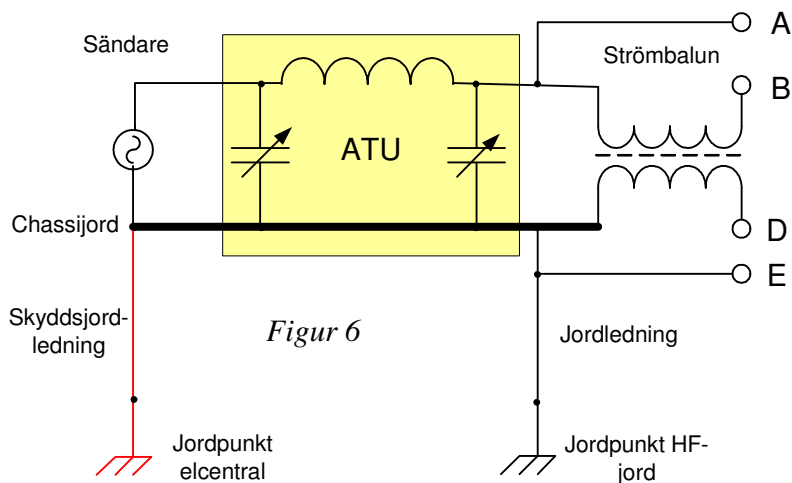 A
Sändare
Strömbalun
B
ATU
Chassijord
D
E
Skyddsjord-
ledning
Figur 6
Jordledning
Jordpunkt
elcentral
Jordpunkt HF-
jord